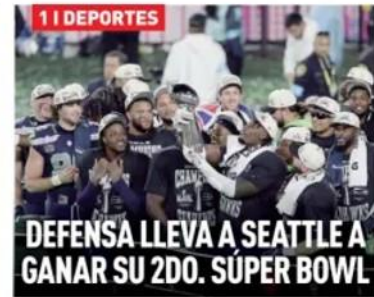 1 | DEPORTES
DEFENSA LLEVA A SEATTLE A
GANAR SU 2DO. SÚPER BOWL